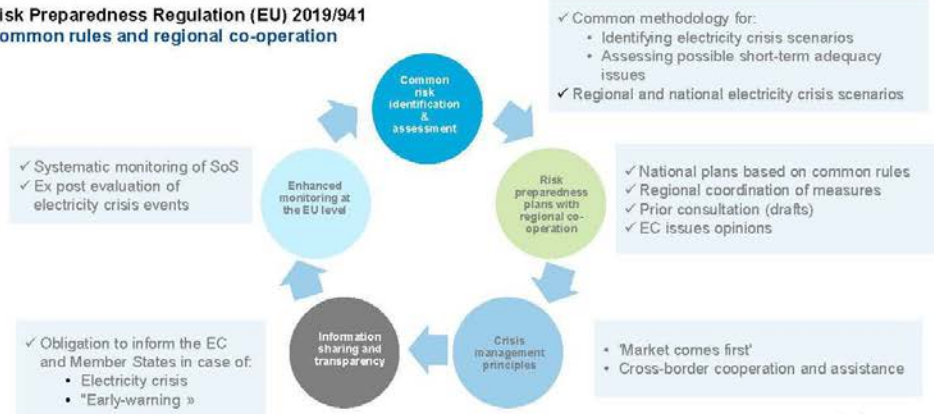 isk Preparedness Regulation (EU) 2019/941
ommon rules and regional co-operation
Common
risk
identification
&
assessment
✓ Common methodology for:
• Identifying electricity crisis scenarios
• Assessing possible short-term adequacy
issues
✓ Regional and national electricity crisis scenarios
Risk
preparedness
plans with
regional co-
operation
✓ National plans based on common rules
✓ Regional coordination of measures
✓ Prior consultation (drafts)
✓ EC issues opinions
Crisis
management
principles
• 'Market comes first'
• Cross-border cooperation and assistance
Information
sharing and
transparency
✓ Obligation to inform the EC
and Member States in case of:
• Electricity crisis
• "Early-warning »
Enhanced
monitoring at
the EU level
✓ Systematic monitoring of SoS
✓ Ex post evaluation of
electricity crisis events